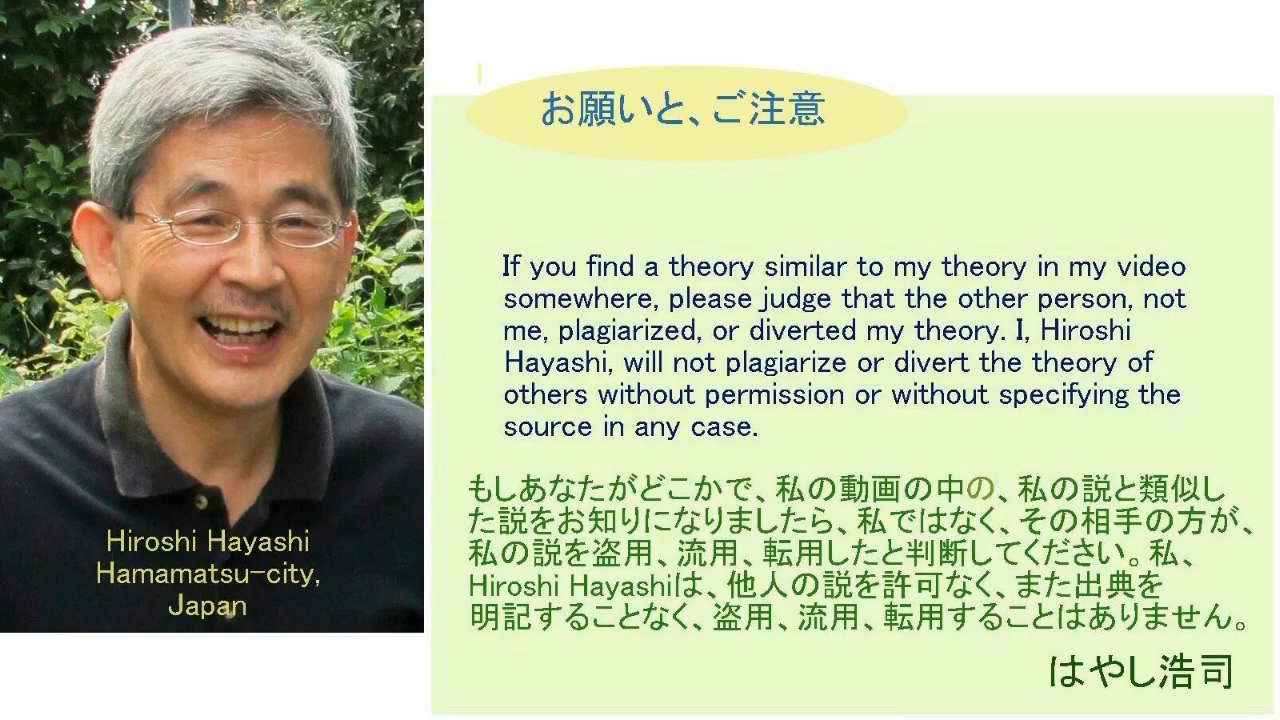 お願いと、ご注意
If you find a theory similar to my theory in my video
somewhere, please judge that the other person, not
me, plagiarized, or diverted my theory. I, Hiroshi
Hayashi, will not plagiarize or divert the theory of
others without permission or without specifying the
source in any case.
もしあなたがどこかで、私の動画の中の、私の説と類似し
た説をお知りになりましたら、私ではなく、その相手の方が、
私の説を盗用、流用、転用したと判断してください。私、
Hiroshi Hayashiは、他人の説を許可なく、また出典を
明記することなく、盗用、流用、転用することはありません。
はやし浩司
Hiroshi Hayashi
Hamamatsu-city,
Japan